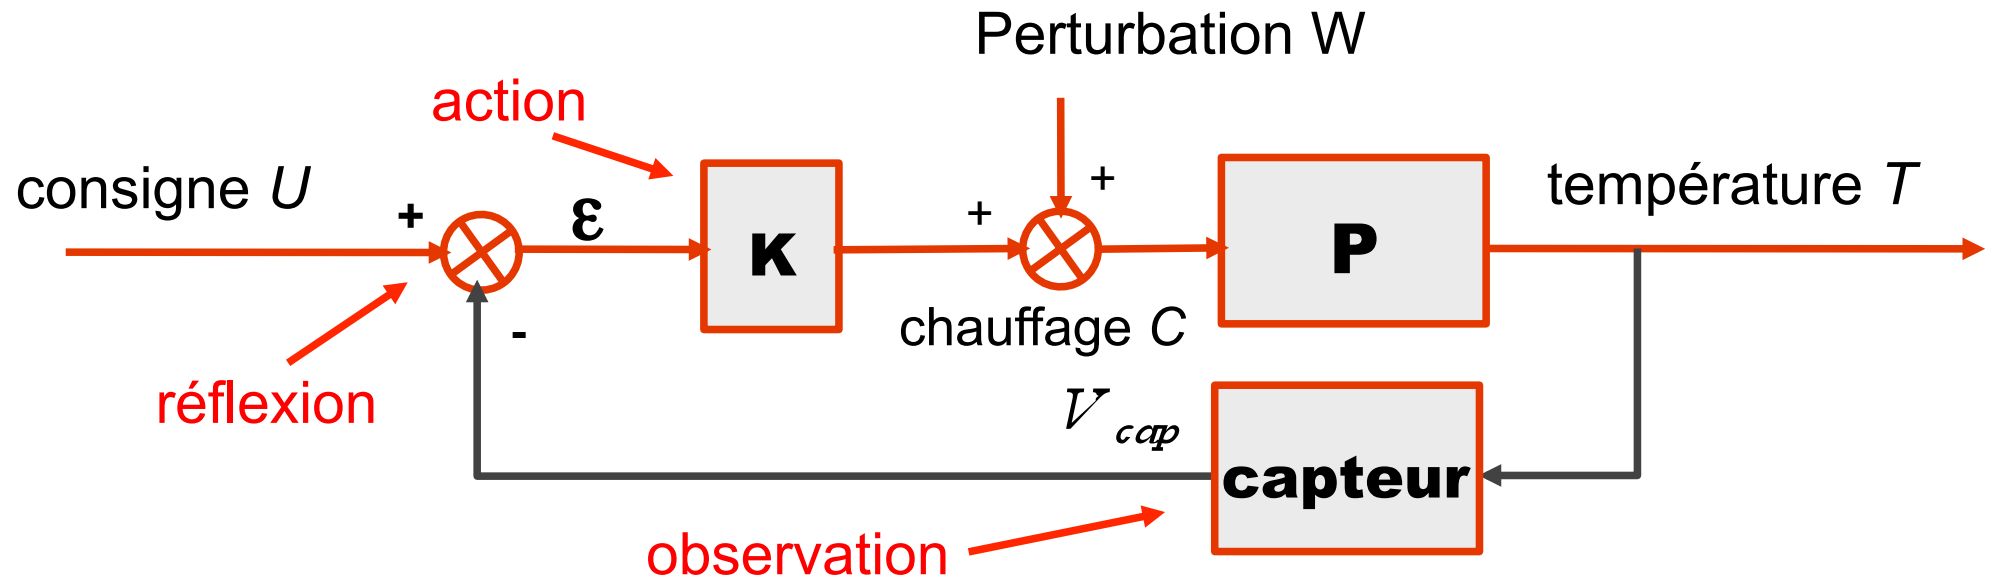 Perturbation W
action
consigne U
+
ε
K
+
+
P
température T
-
chauffage C
réflexion
V cap
capteur
observation